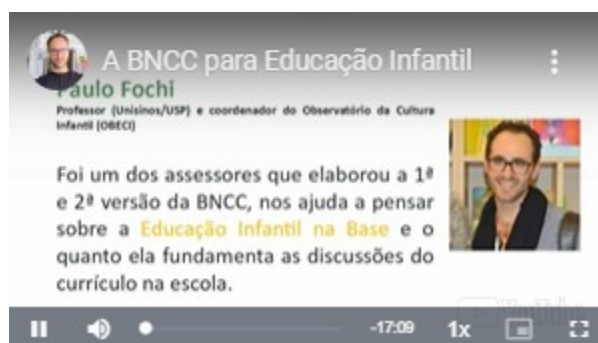 A BNCC para Educação Infantil
Paulo Fochi
Professor (Unisinos/USP) e coordenador do Observatório da Cultura
Infantil (OBECI)
Foi um dos assessores que elaborou a 1ª
e 2ª versão da BNCC, nos ajuda a pensar
sobre a Educação Infantil na Base e o
quanto ela fundamenta as discussões do
currículo na escola.
YouTube
-17:09
1x